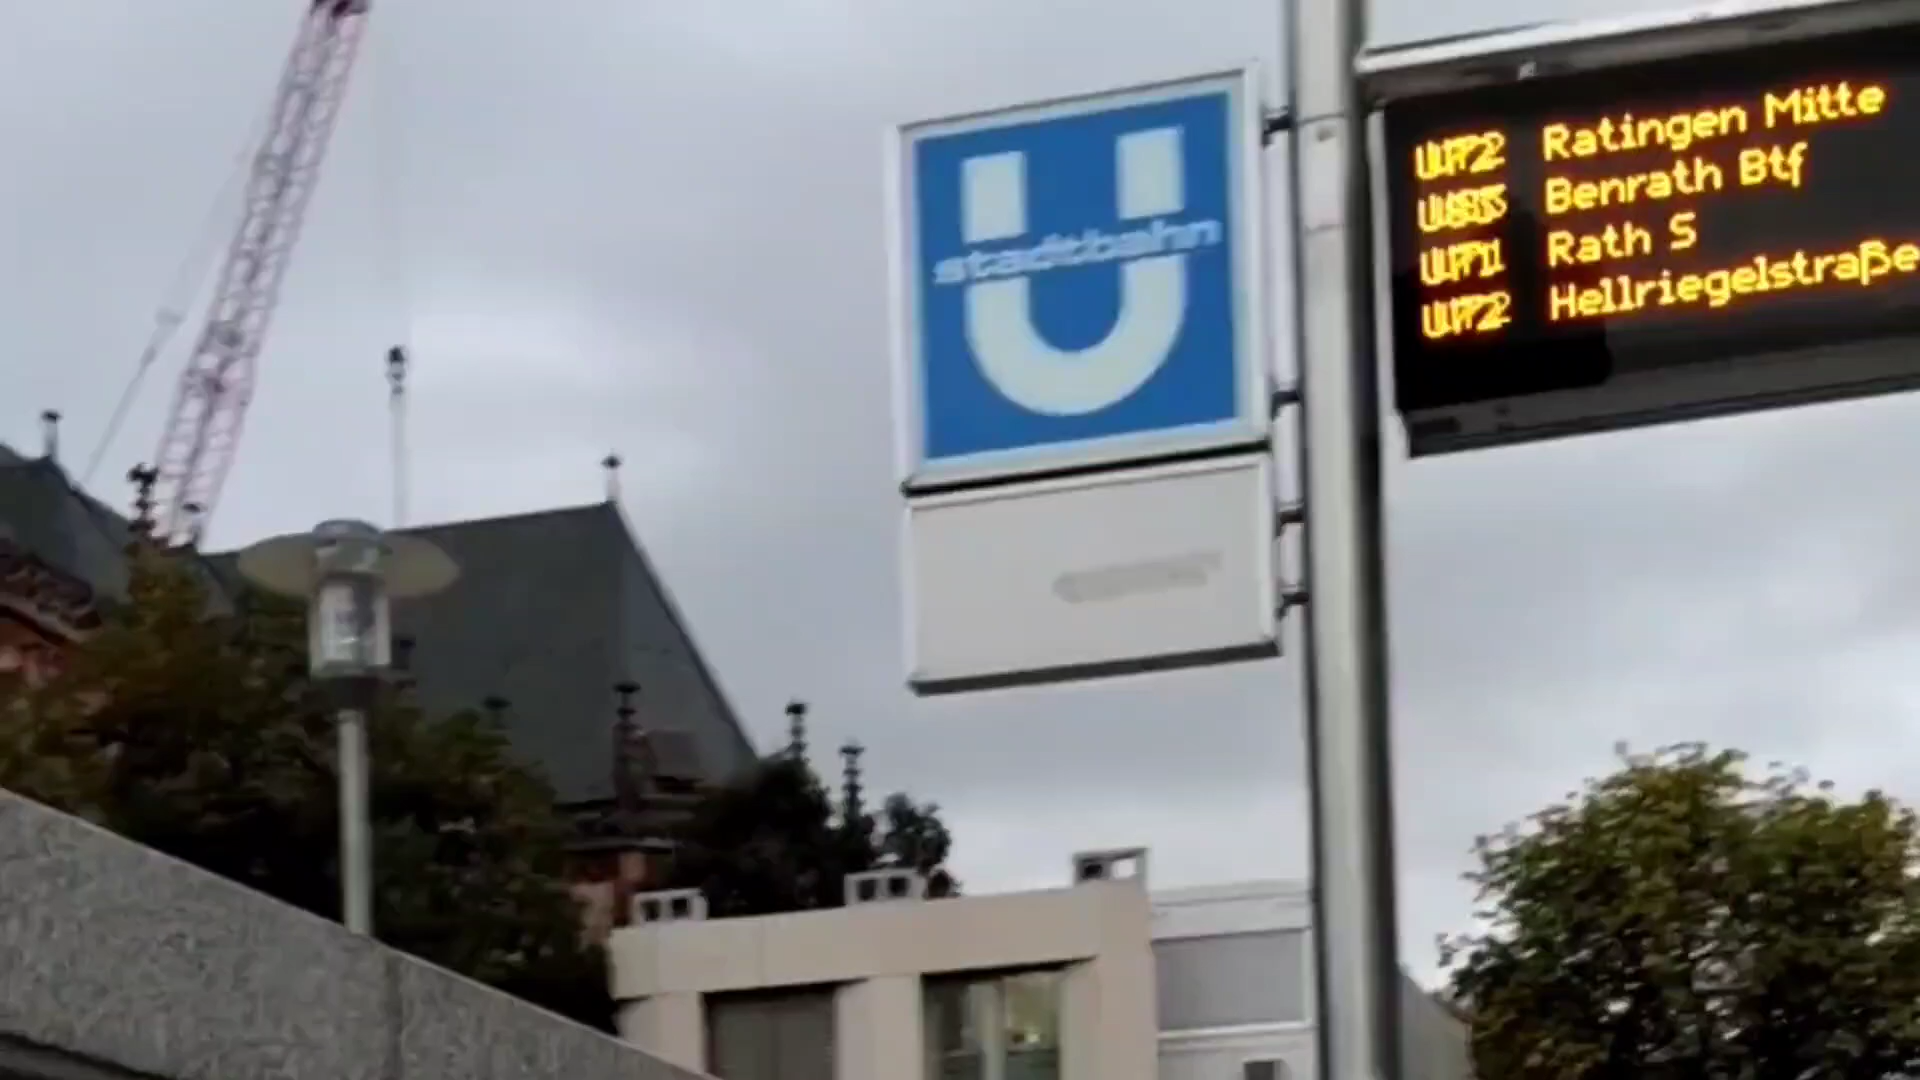 U
stadtbahn
U72 Ratingen Mitte
U83 Benrath Btf
U71 Rath S
U72 Hellriegelstraße